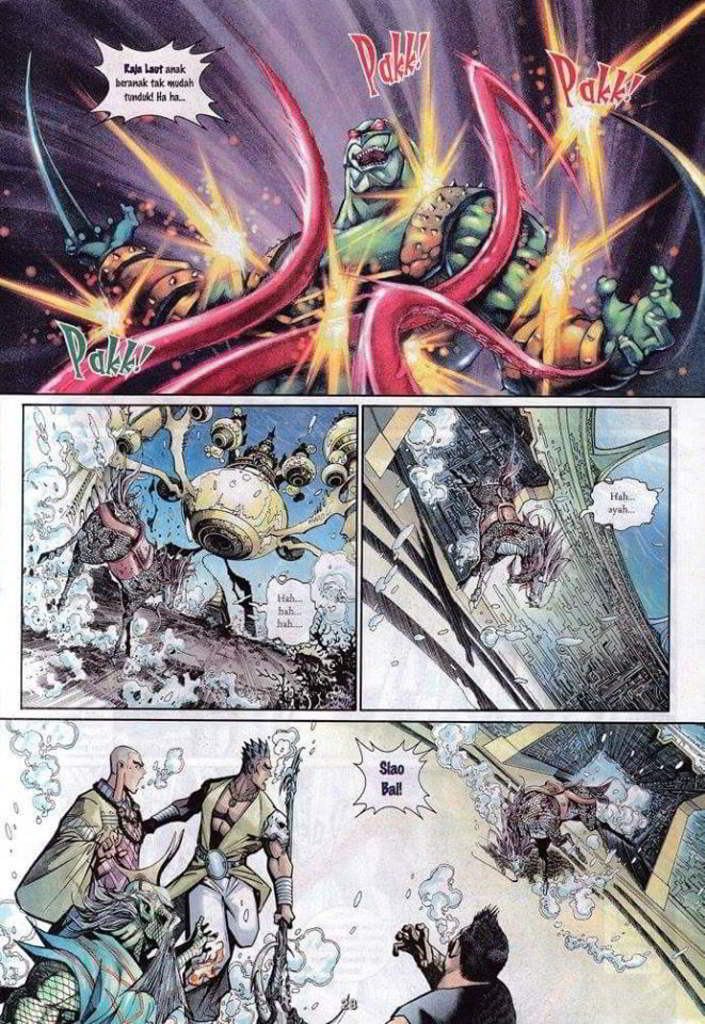 Raja Laut anak
beranak tak mudah
tunduk! Ha ha...
Pakk!
Pakk!
Pakk!
Hah...
hah...
hah....
Hah...
ayah...
Siao
Bai!
28